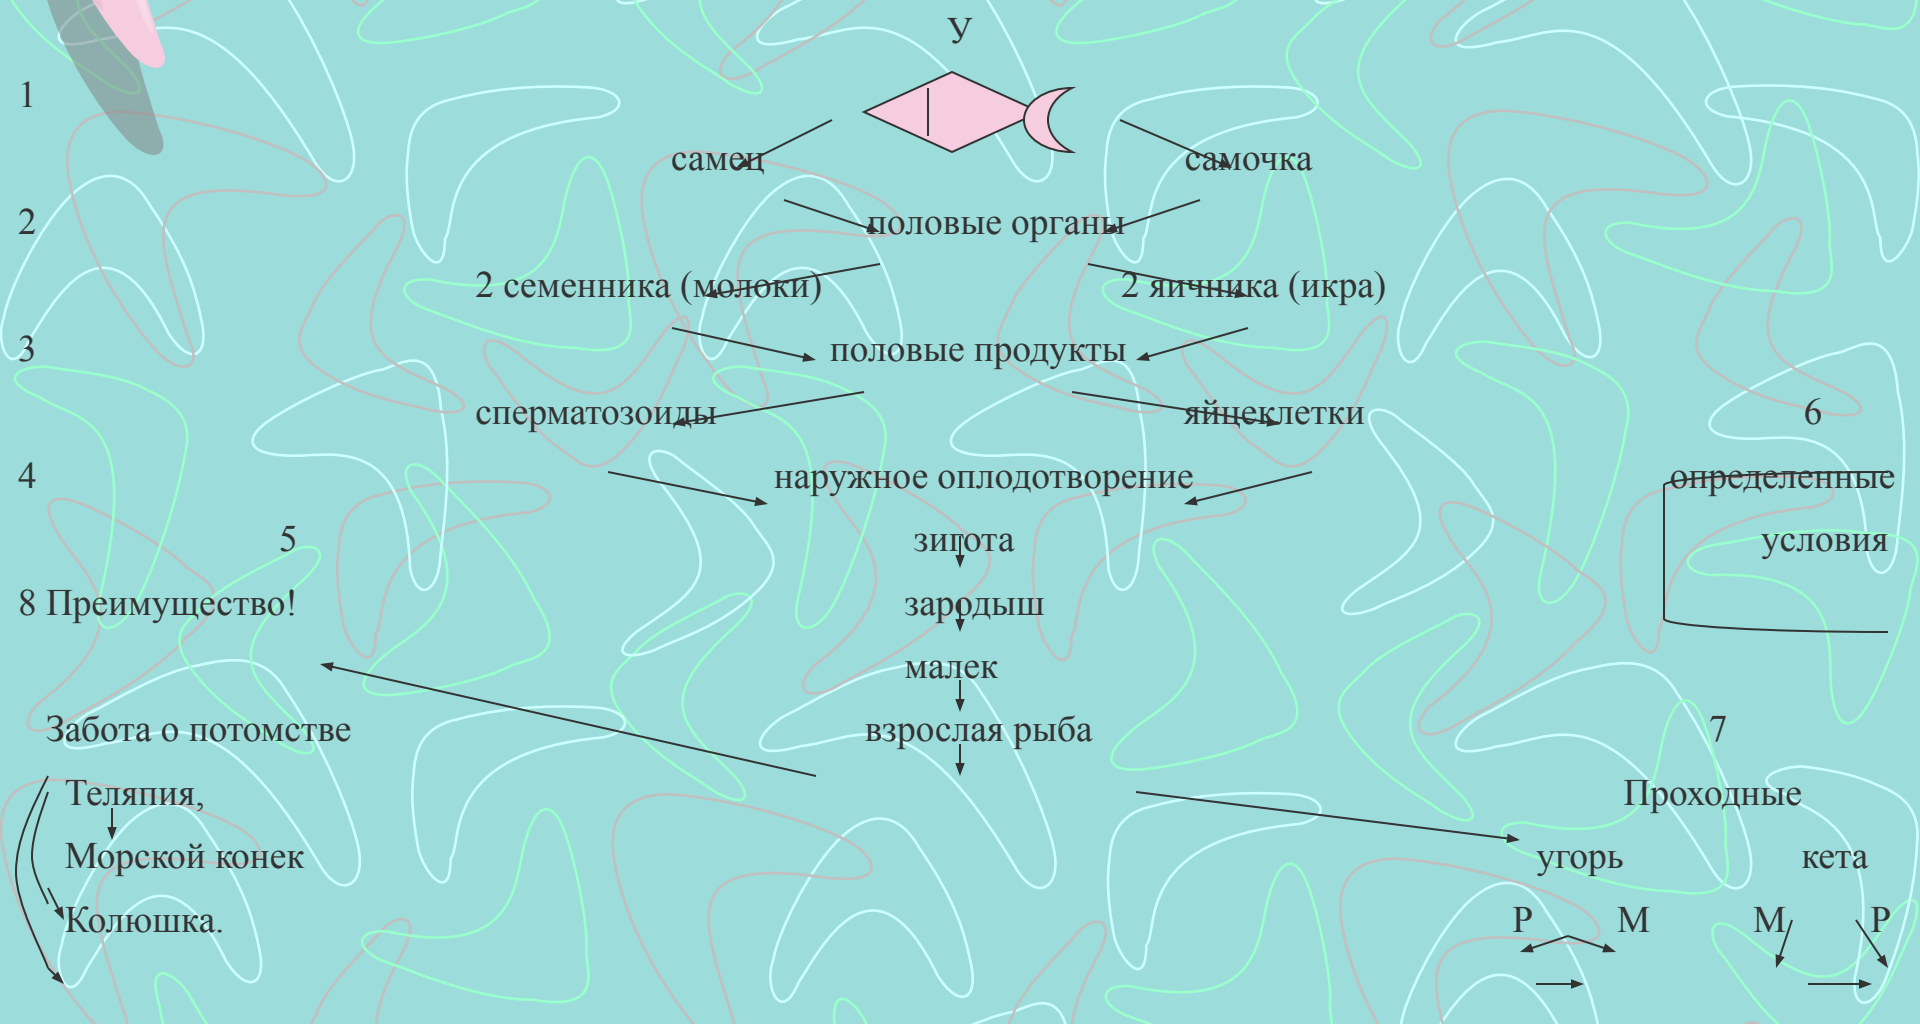 У
1
самец самочка
2 половые органы
2 семенника (молоки) 2 яичника (икра)
3 половые продукты
сперматозоиды яйцеклетки 6
4 наружное оплодотворение определенные
5 зигота условия
8 Преимущество! зародыш
малек
Забота о потомстве взрослая рыба 7
Теляпия, Проходные
Морской конек угорь кета
Колюшка. Р М М Р